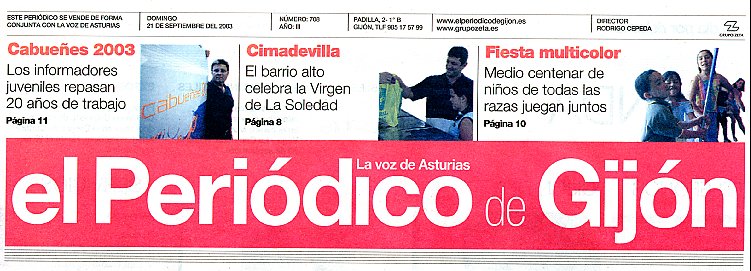 ESTE PERIÓDICO SE VENDE DE FORMA
CONJUNTA CON LA VOZ DE ASTURIAS
DOMINGO
21 DE SEPTIEMBRE DEL 2003
NÚMERO: 708
AÑO: III
PADILLA, 2-1º B
GIJÓN, TLF 985 17 57 99
www.elperiodicodegijon.es
www.grupozeta.es
DIRECTOR
RODRIGO CEPEDA
GRUPO ZETA
Cabueñes 2003
Los informadores
juveniles repasan
20 años de trabajo
Página 11
cabueñes
Cimadevilla
El barrio alto
celebra la Virgen
de La Soledad
Página 8
Fiesta multicolor
Medio centenar de
niños de todas las
razas juegan juntos
Página 10
La voz de Asturias
el Periódico de Gijón